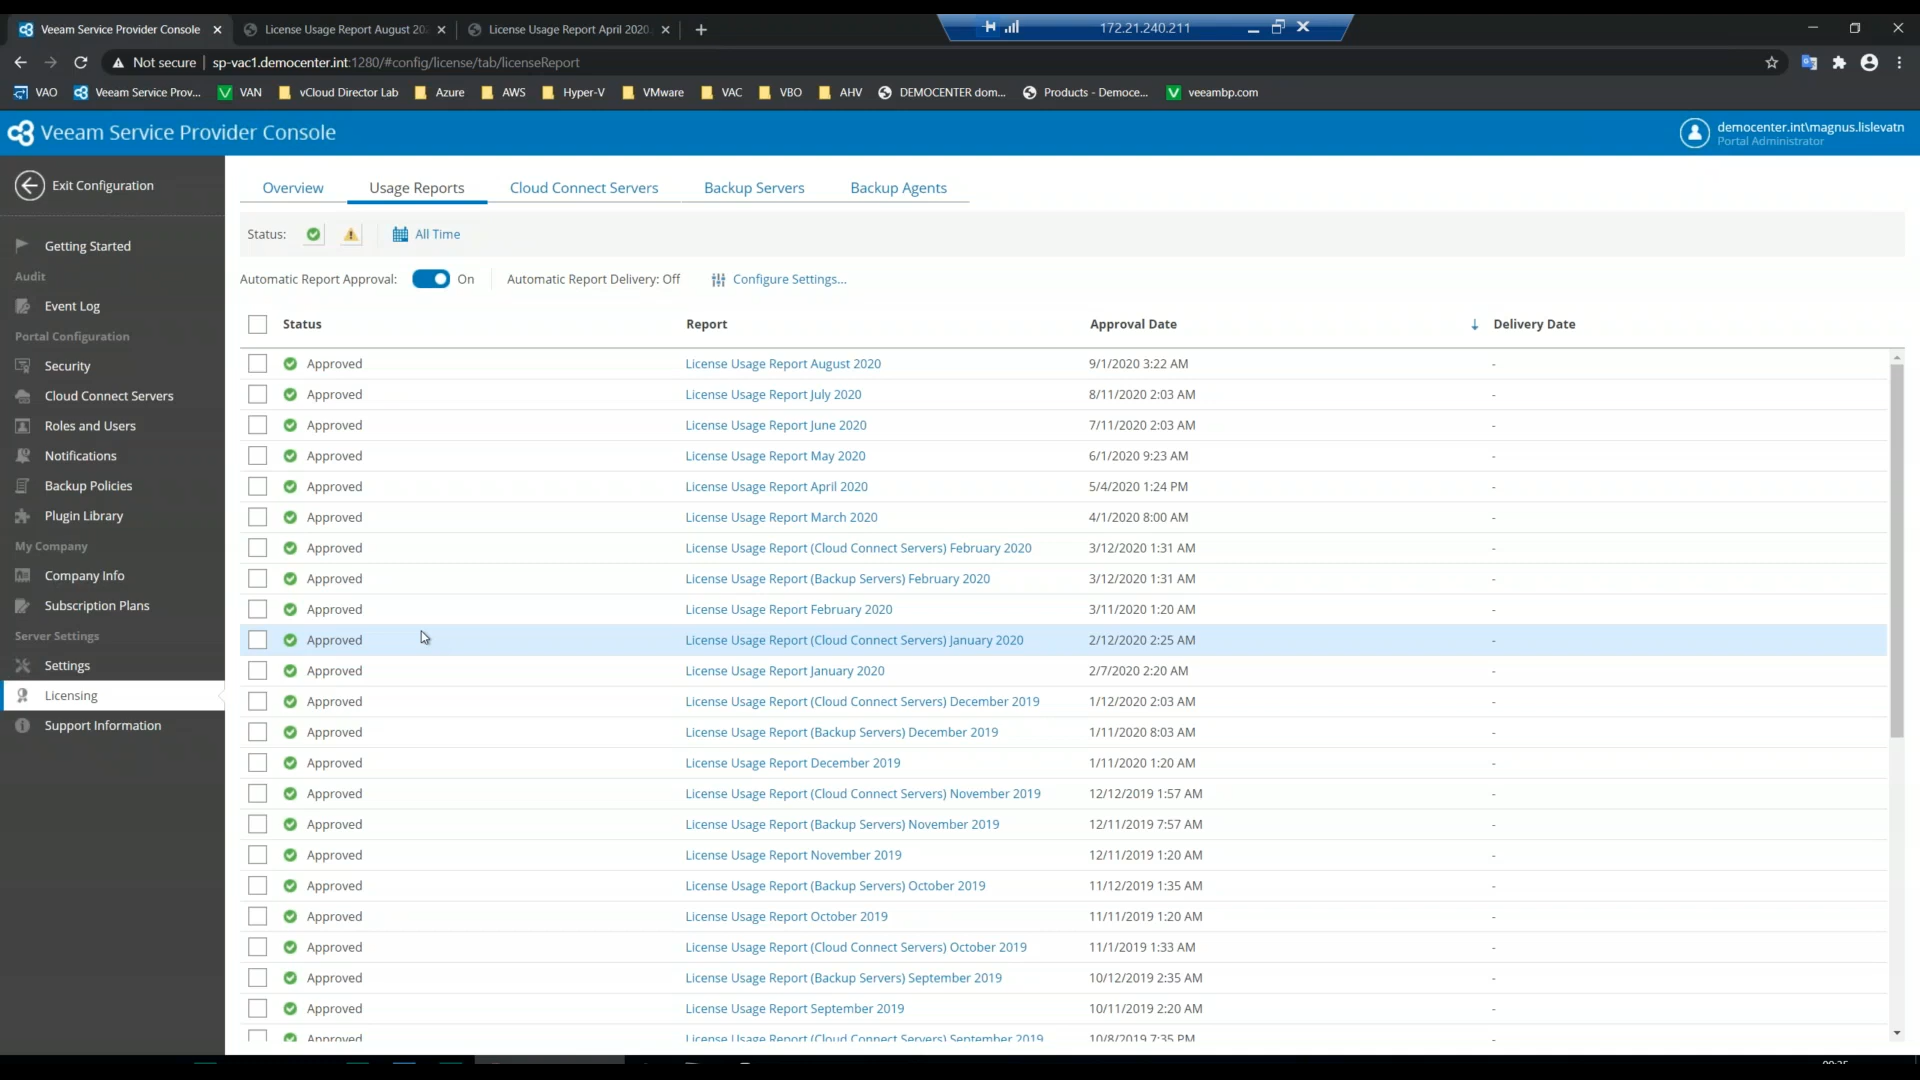 Veeam Service Provider Console
License Usage Report August 20
License Usage Report April 2020
172.21.240.211
Not secure | sp-vac1.democenter.int:1280/#config/license/tab/licenseReport
VAO
Veeam Service Prov...
VAN
vCloud Director Lab
Azure
AWS
Hyper-V
VMware
VAC
VBO
AHV
DEMOCENTER dom...
Products - Democe...
veeambp.com
Veeam Service Provider Console
democenter.int\magnus.lislevatn
Portal Administrator
Exit Configuration
Getting Started
Audit
Event Log
Portal Configuration
Security
Cloud Connect Servers
Roles and Users
Notifications
Backup Policies
Plugin Library
My Company
Company Info
Subscription Plans
Server Settings
Settings
Licensing
Support Information
Overview
Usage Reports
Cloud Connect Servers
Backup Servers
Backup Agents
Status:
All Time
Automatic Report Approval: On
Automatic Report Delivery: Off
Configure Settings...
Status Report Approval Date ↓ Delivery Date
Approved License Usage Report August 2020 9/1/2020 3:22 AM -
Approved License Usage Report July 2020 8/11/2020 2:03 AM -
Approved License Usage Report June 2020 7/11/2020 2:03 AM -
Approved License Usage Report May 2020 6/1/2020 9:23 AM -
Approved License Usage Report April 2020 5/4/2020 1:24 PM -
Approved License Usage Report March 2020 4/1/2020 8:00 AM -
Approved License Usage Report (Cloud Connect Servers) February 2020 3/12/2020 1:31 AM -
Approved License Usage Report (Backup Servers) February 2020 3/12/2020 1:31 AM -
Approved License Usage Report February 2020 3/11/2020 1:20 AM -
Approved License Usage Report (Cloud Connect Servers) January 2020 2/12/2020 2:25 AM -
Approved License Usage Report January 2020 2/7/2020 2:20 AM -
Approved License Usage Report (Cloud Connect Servers) December 2019 1/12/2020 2:03 AM -
Approved License Usage Report (Backup Servers) December 2019 1/11/2020 8:03 AM -
Approved License Usage Report December 2019 1/11/2020 1:20 AM -
Approved License Usage Report (Cloud Connect Servers) November 2019 12/12/2019 1:57 AM -
Approved License Usage Report (Backup Servers) November 2019 12/11/2019 7:57 AM -
Approved License Usage Report November 2019 12/11/2019 1:20 AM -
Approved License Usage Report (Backup Servers) October 2019 11/12/2019 1:35 AM -
Approved License Usage Report October 2019 11/11/2019 1:20 AM -
Approved License Usage Report (Cloud Connect Servers) October 2019 11/1/2019 1:33 AM -
Approved License Usage Report (Backup Servers) September 2019 10/12/2019 2:35 AM -
Approved License Usage Report September 2019 10/11/2019 2:20 AM -
Approved License Usage Report (Cloud Connect Servers) September 2019 10/8/2019 7:35 PM -